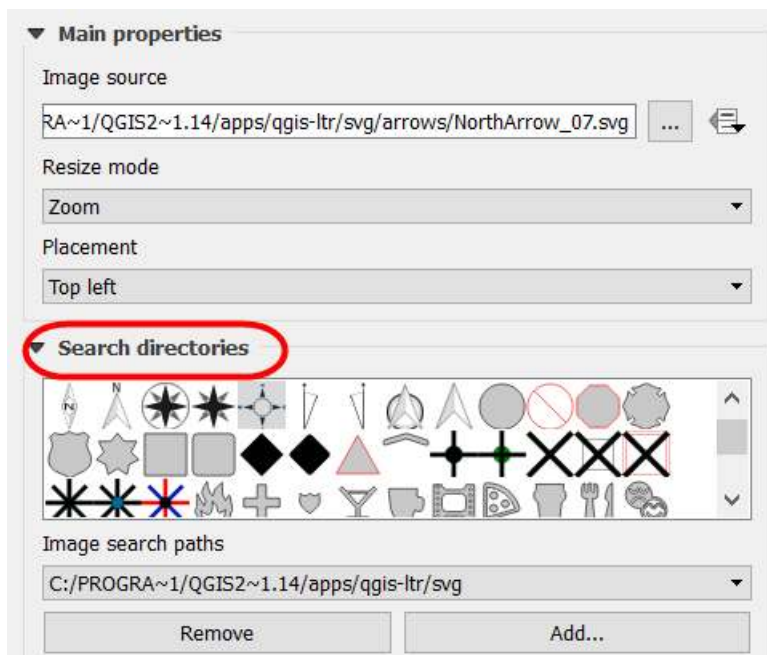 Main properties
Image source
RA~1/QGIS2~1.14/apps/qgis-ltr/svg/arrows/NorthArrow_07.svg ...
Resize mode
Zoom
Placement
Top left
Search directories
N
N
Image search paths
C:/PROGRA~1/QGIS2~1.14/apps/qgis-ltr/svg
Remove Add...